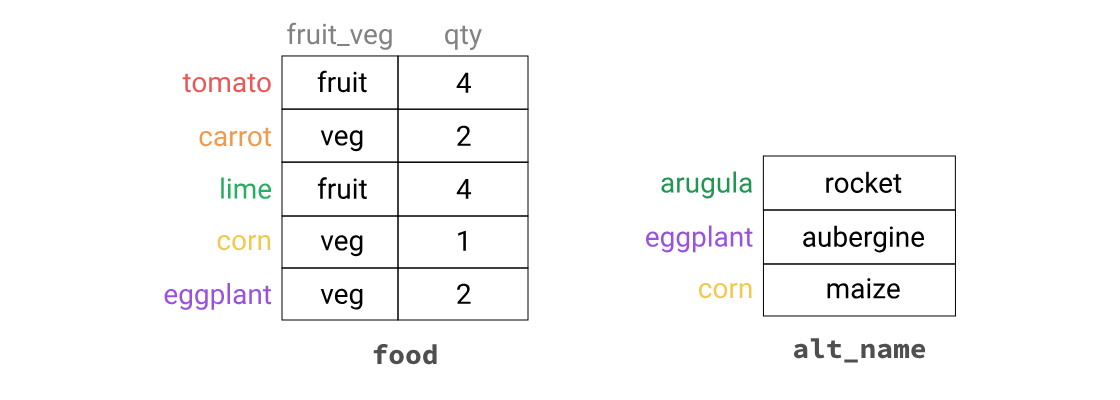 fruit_veg qty
tomato fruit 4
carrot veg 2
lime fruit 4
corn veg 1
eggplant veg 2
food
arugula rocket
eggplant aubergine
corn maize
alt_name